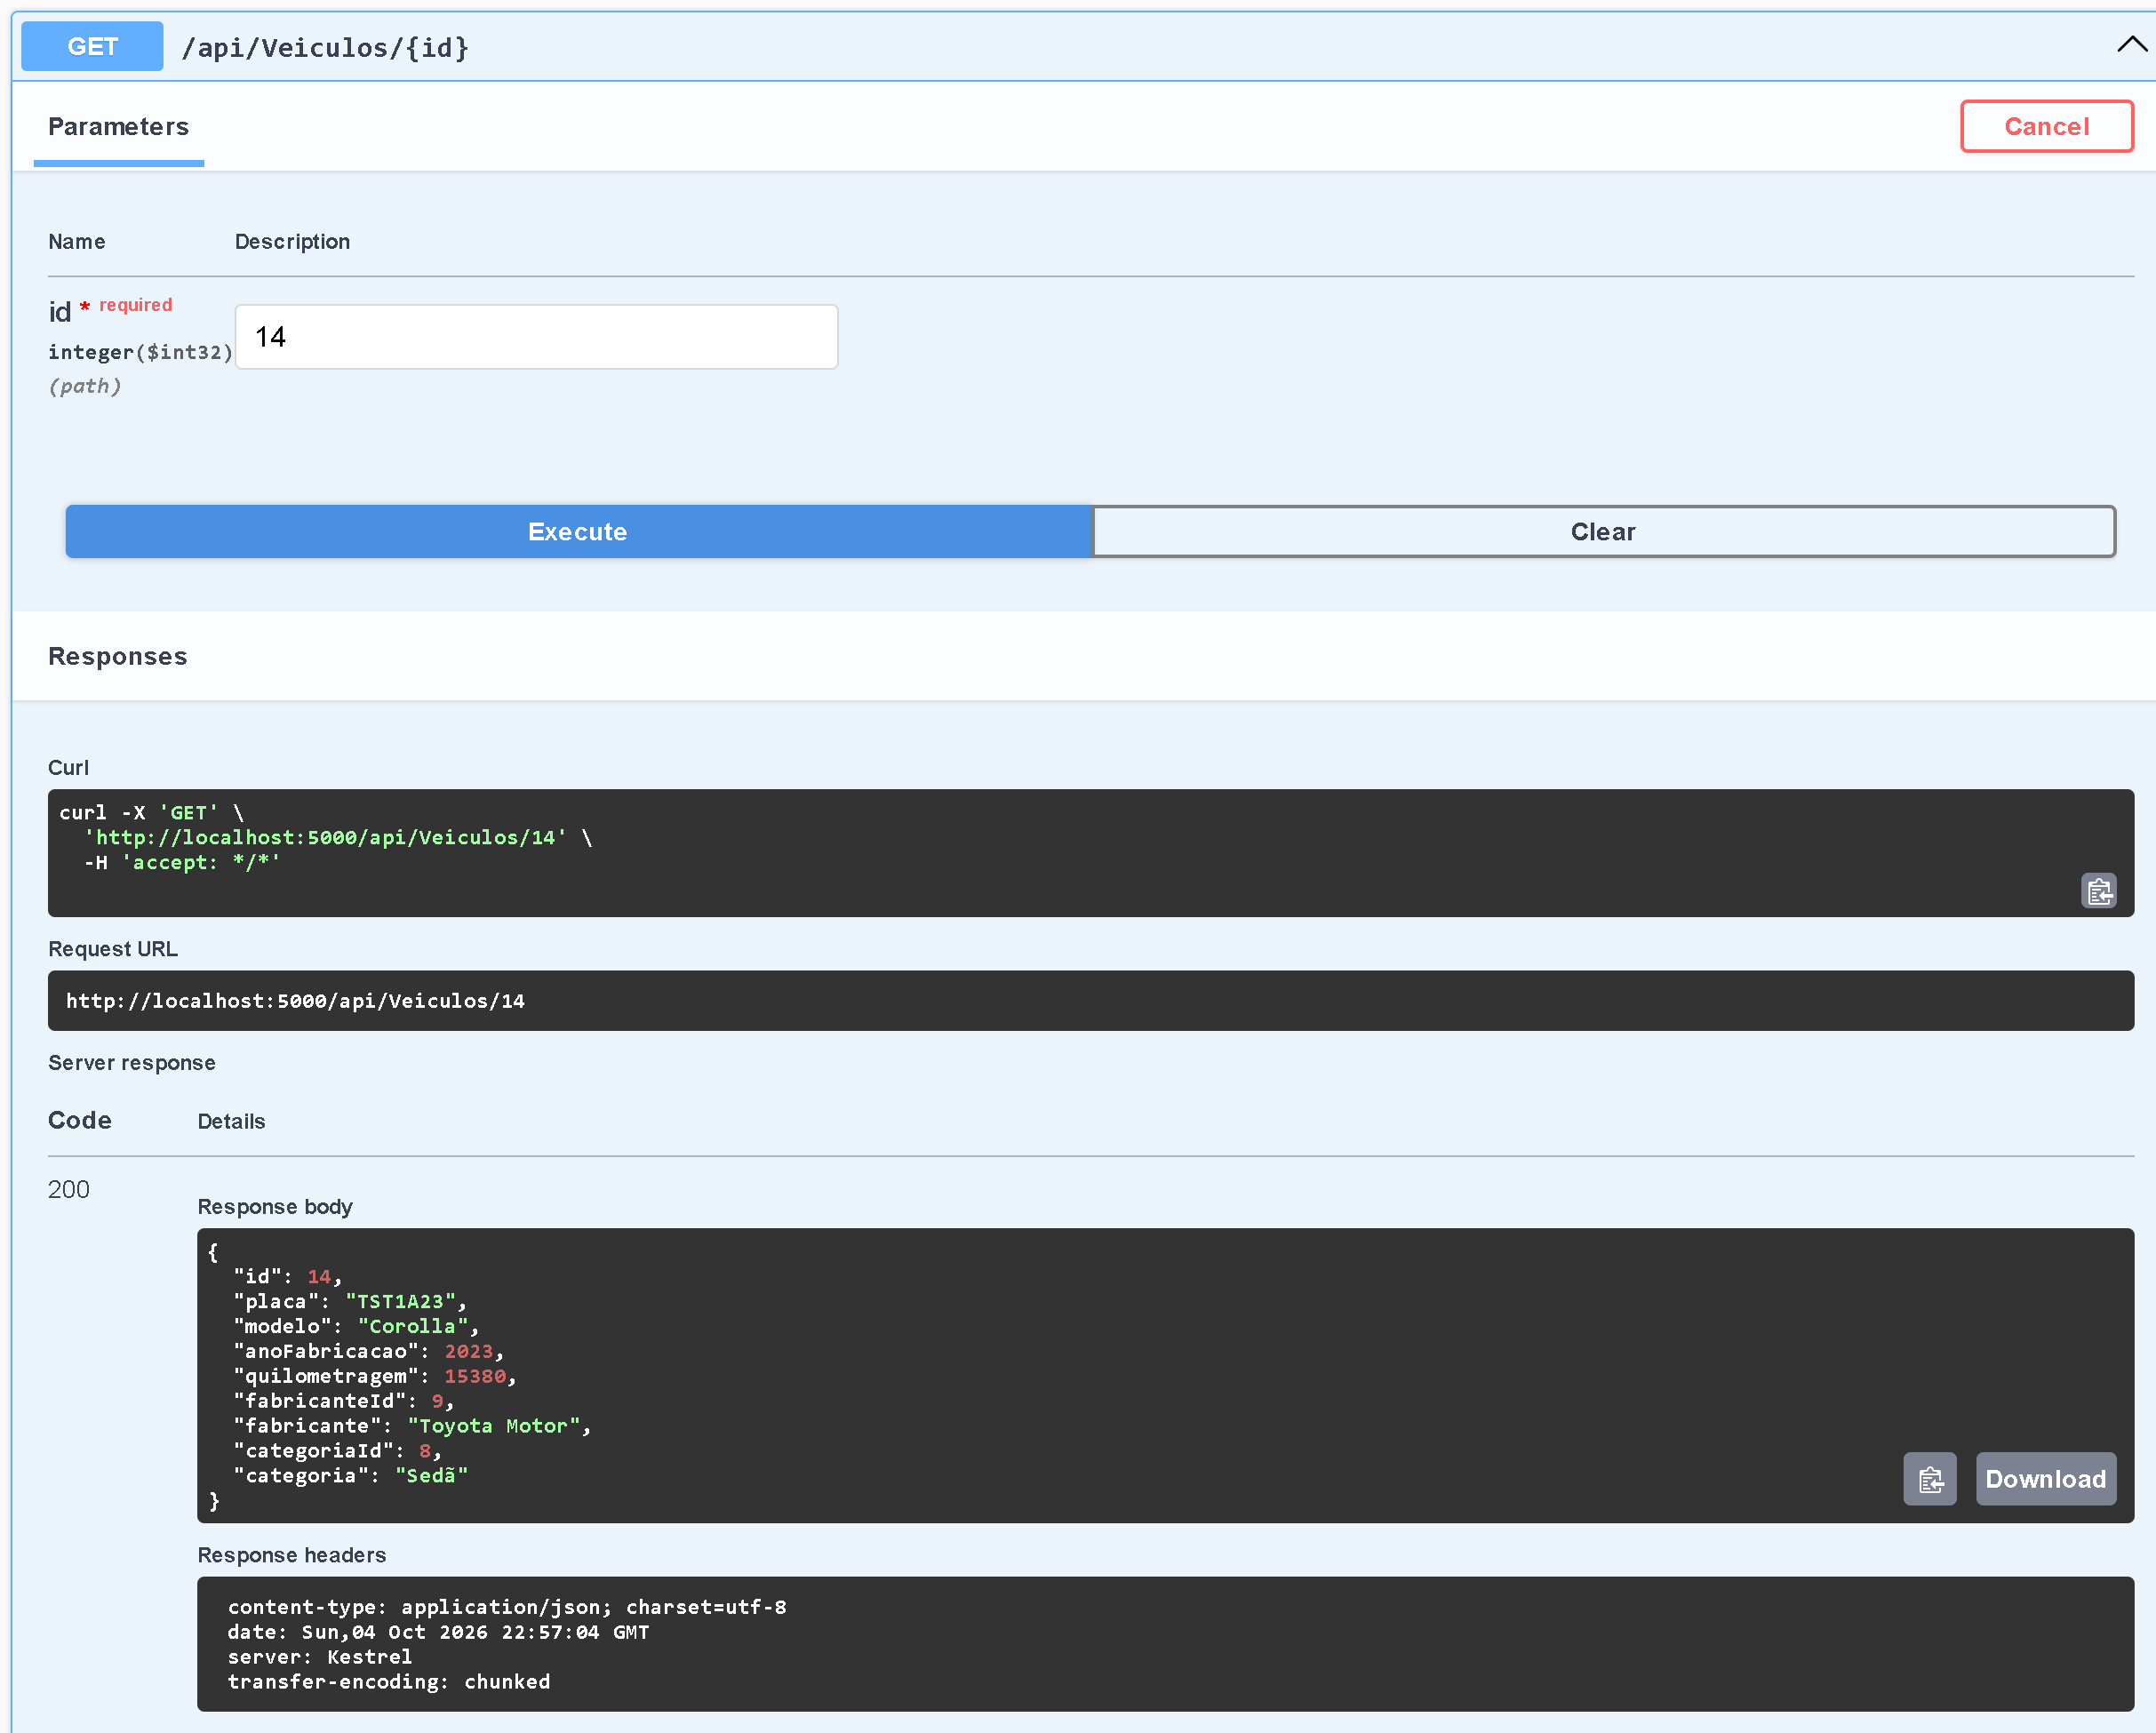 GET /api/Veiculos/{id}
Parameters
Cancel
Name Description
id * required
integer($int32)
(path)
14
Execute Clear
Responses
Curl
curl -X 'GET' \
'http://localhost:5000/api/Veiculos/14' \
-H 'accept: */*'
Request URL
http://localhost:5000/api/Veiculos/14
Server response
Code Details
200
Response body
{
"id": 14,
"placa": "TST1A23",
"modelo": "Corolla",
"anoFabricacao": 2023,
"quilometragem": 15380,
"fabricanteId": 9,
"fabricante": "Toyota Motor",
"categoriaId": 8,
"categoria": "Sedã"
}
Download
Response headers
content-type: application/json; charset=utf-8
date: Sun,04 Oct 2026 22:57:04 GMT
server: Kestrel
transfer-encoding: chunked